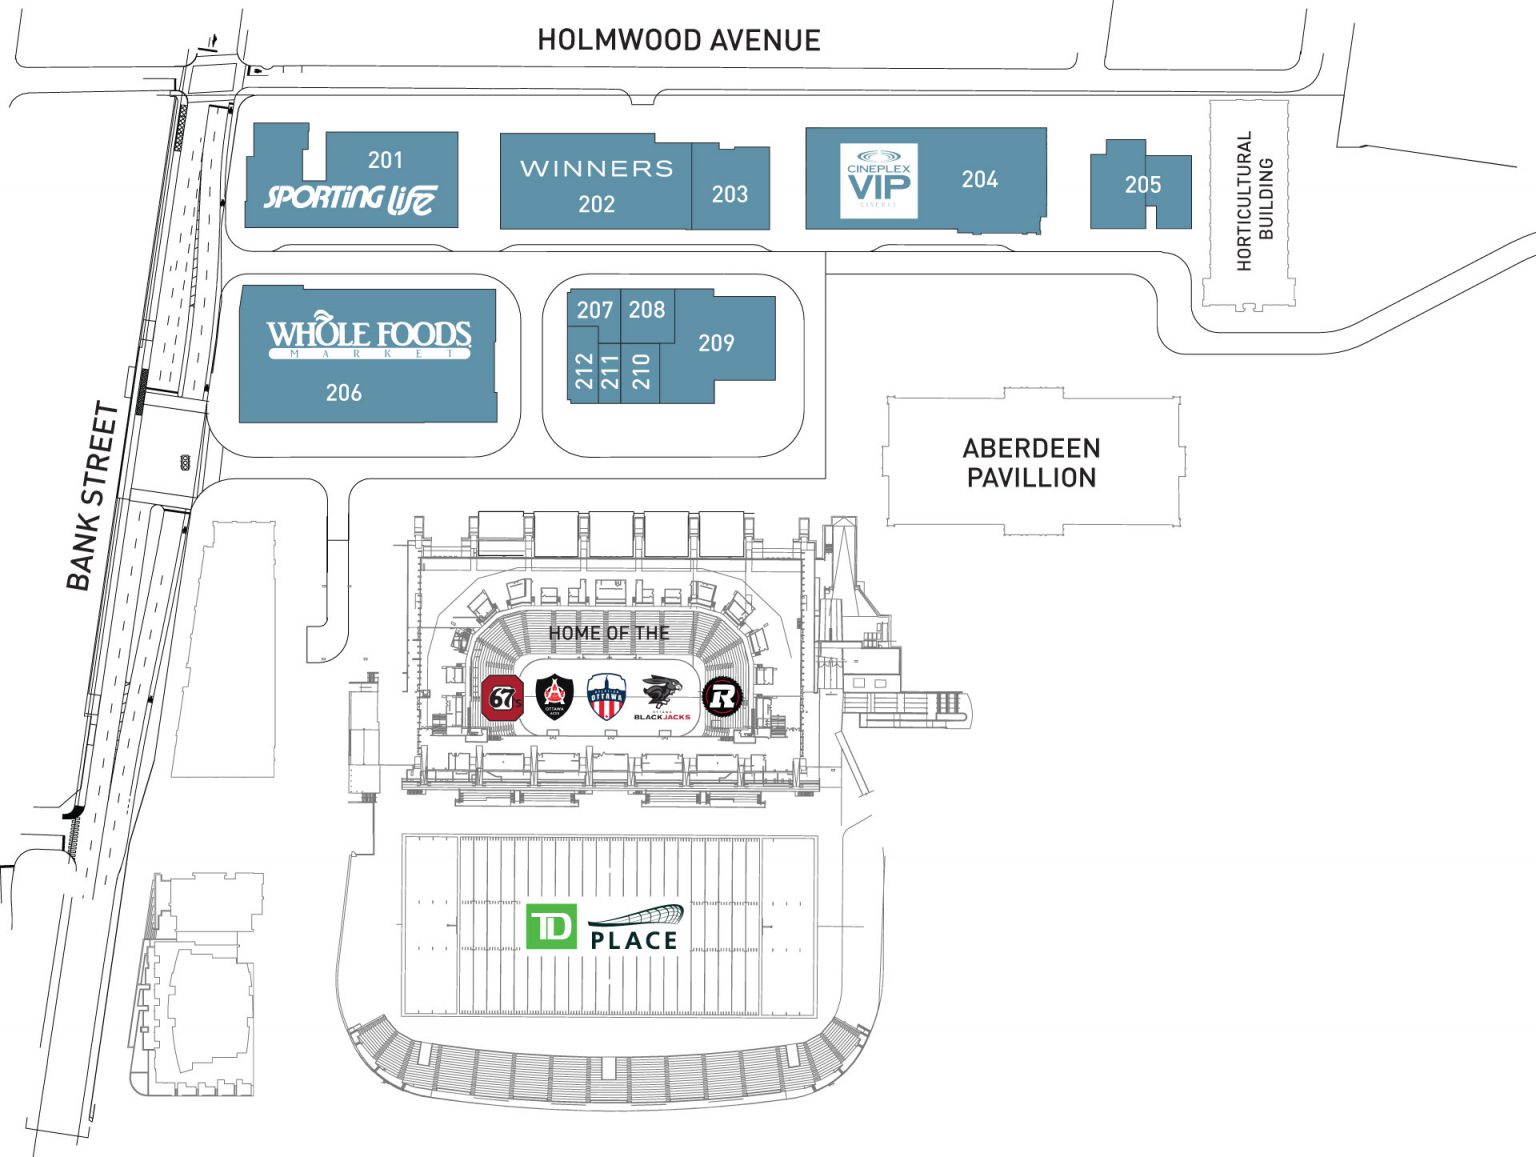 HOLMWOOD AVENUE
201
SPORTING Life
WINNERS
202
203
CINEPLEX
VIP
CINEMAS
204
205
HORTICULTURAL
BUILDING
WHOLE FOODS
MARKET
206
207
208
209
212
211
210
BANK STREET
ABERDEEN
PAVILLION
HOME OF THE
67's
OTTAWA
ACES
ATLÉTICO
OTTAWA
OTTAWA
BLACKJACKS
R
TD
PLACE